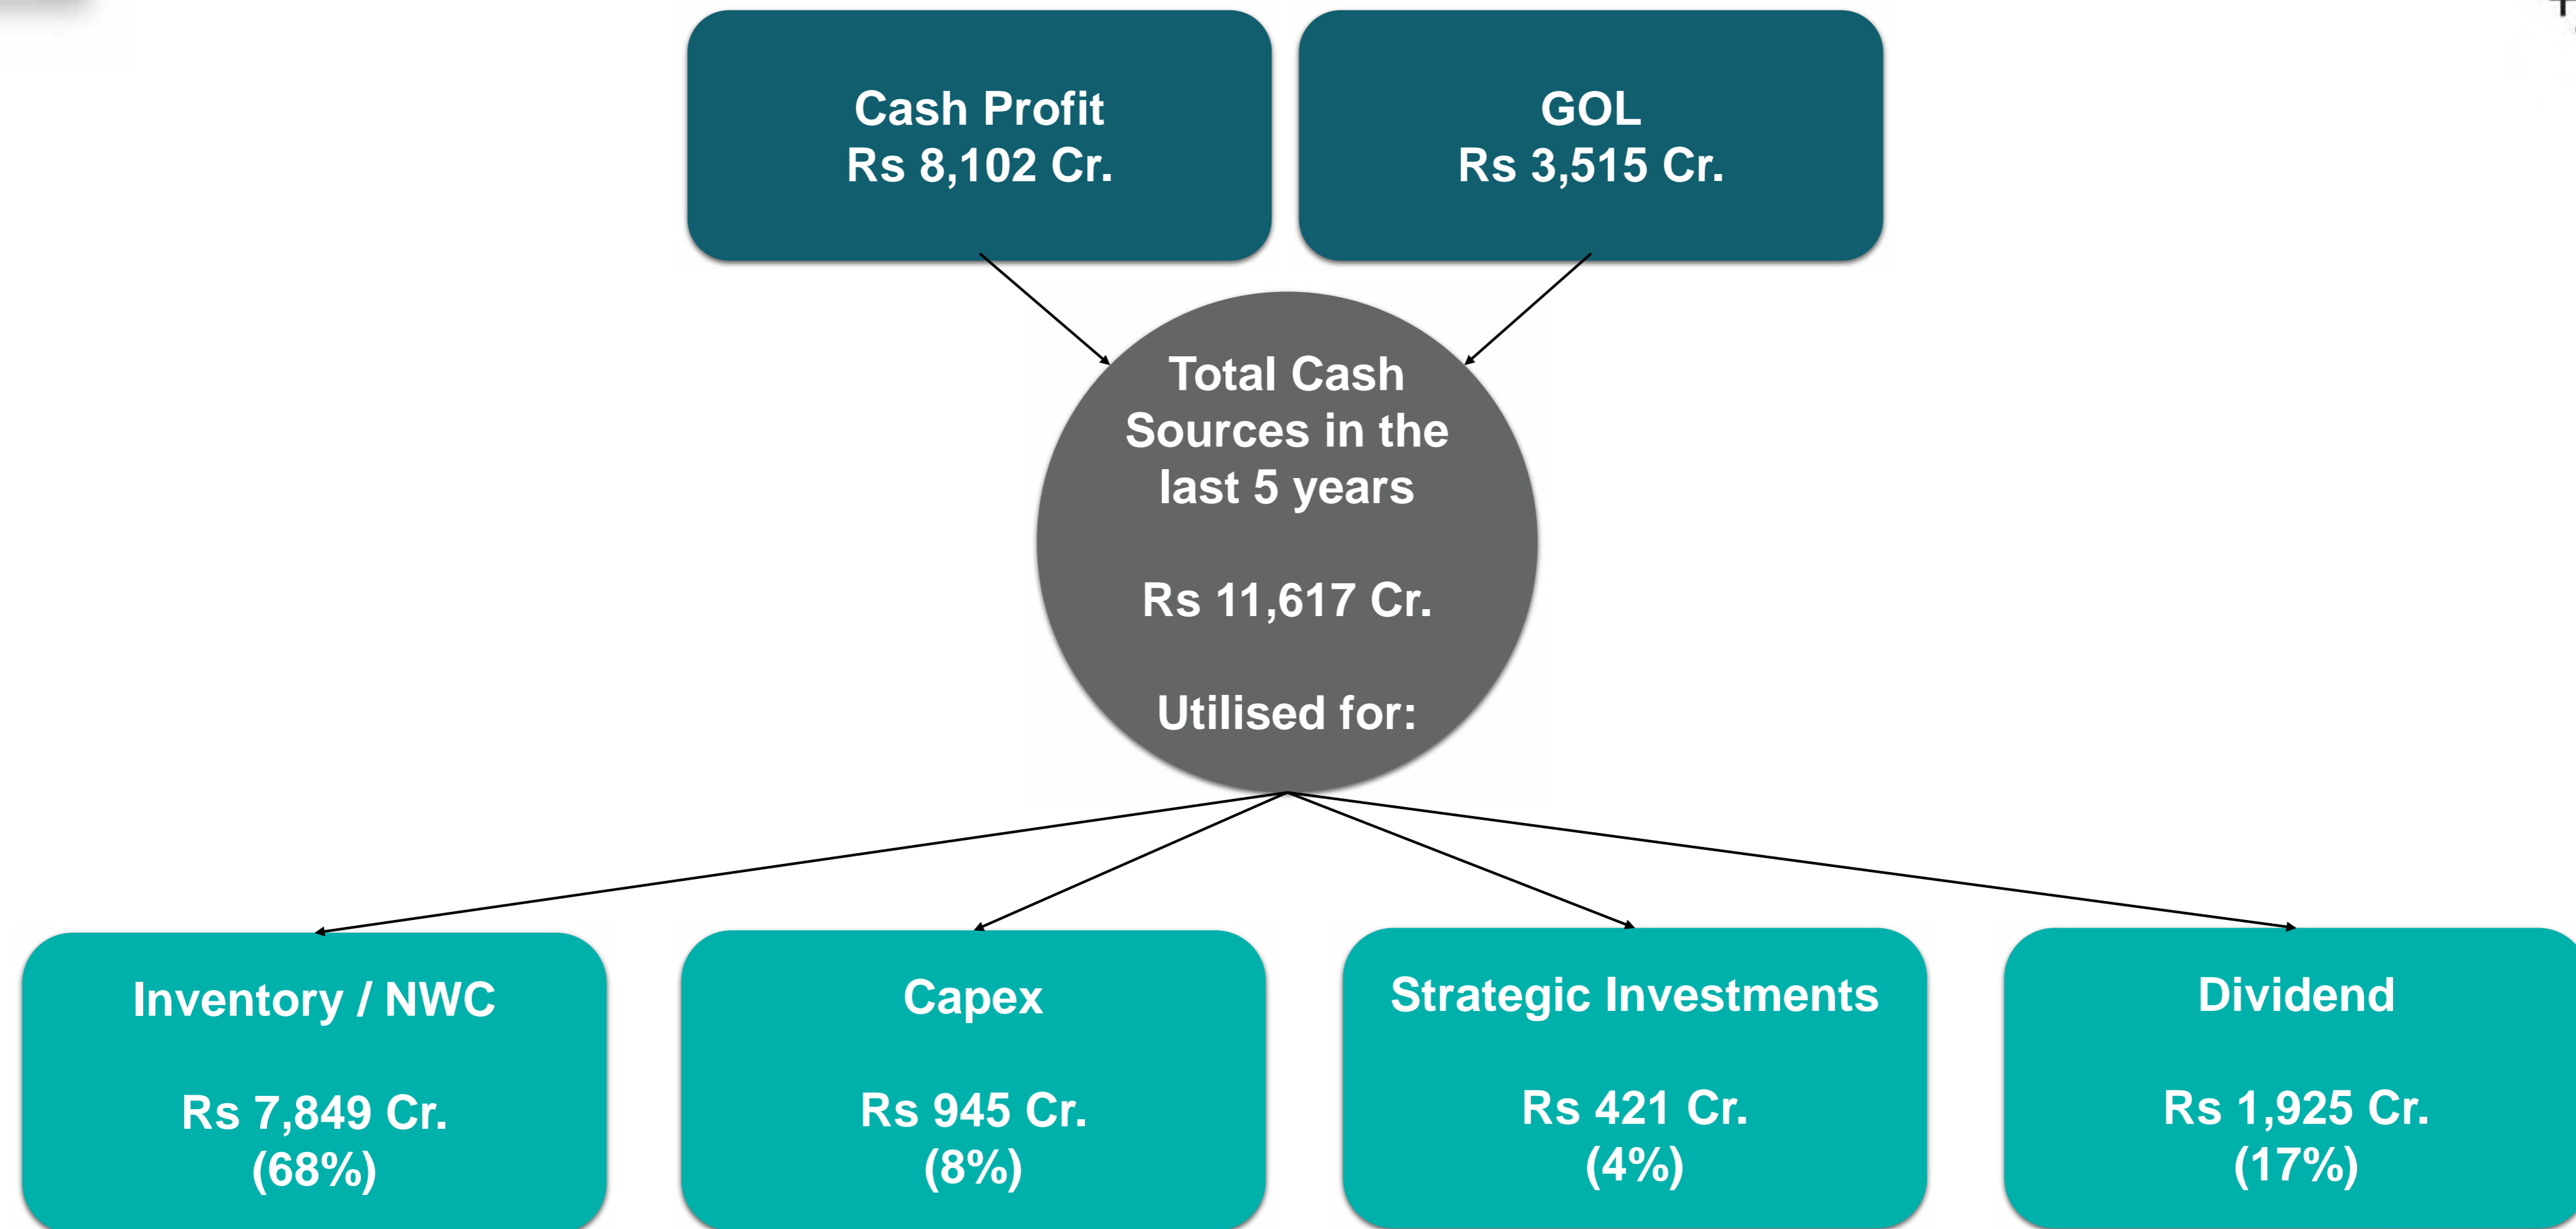 Cash Profit
Rs 8,102 Cr.
GOL
Rs 3,515 Cr.
Total Cash
Sources in the
last 5 years
Rs 11,617 Cr.
Utilised for:
Inventory / NWC
Rs 7,849 Cr.
(68%)
Capex
Rs 945 Cr.
(8%)
Strategic Investments
Rs 421 Cr.
(4%)
Dividend
Rs 1,925 Cr.
(17%)